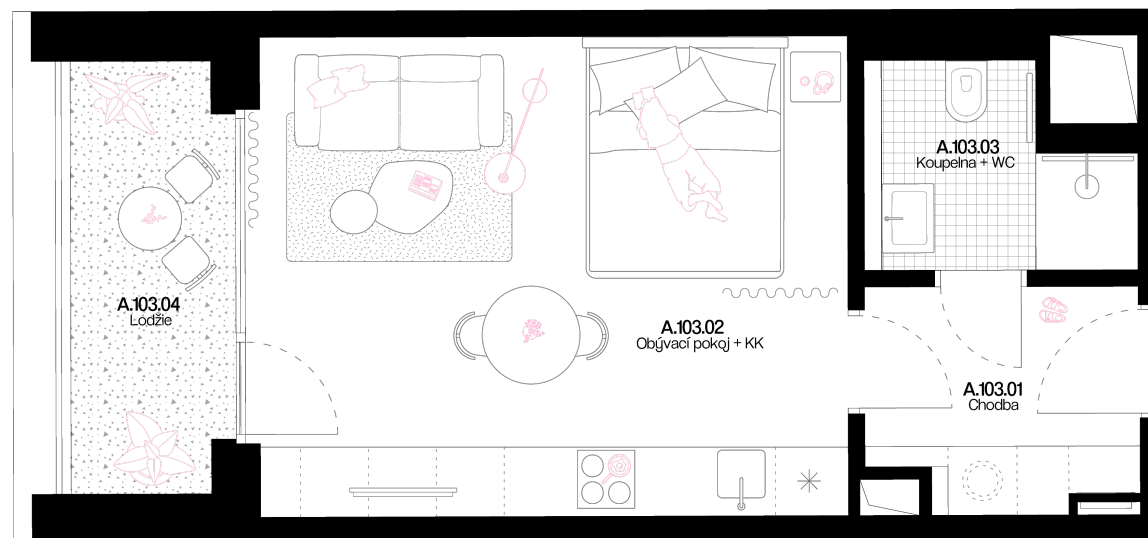 A.103.03
Koupelna + WC
A.103.04
Lodžie
A.103.02
Obývací pokoj + KK
A.103.01
Chodba